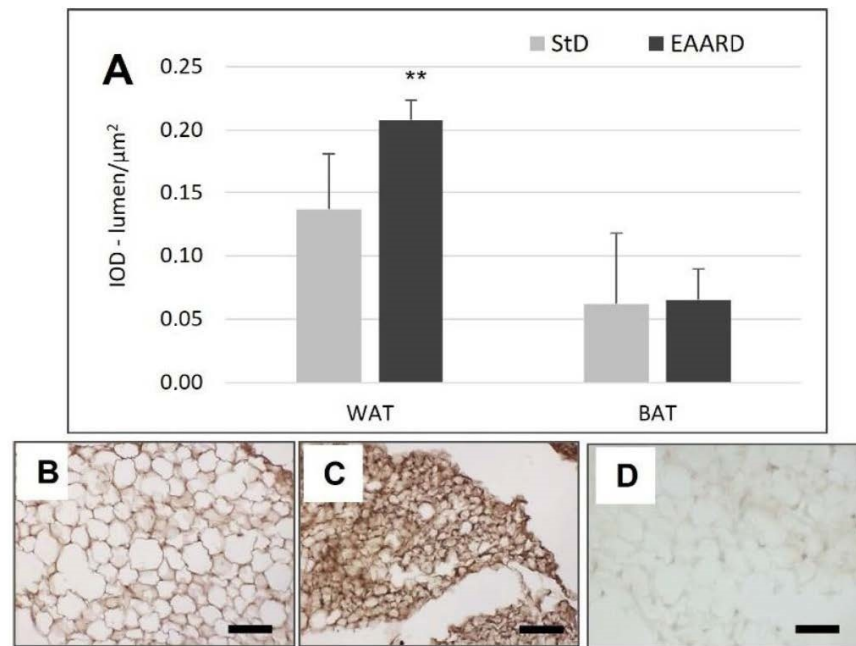 StD EAARD
A
**
0.25
0.20
0.15
0.10
0.05
0.00
IOD - lumen/μm²
WAT BAT
B C D